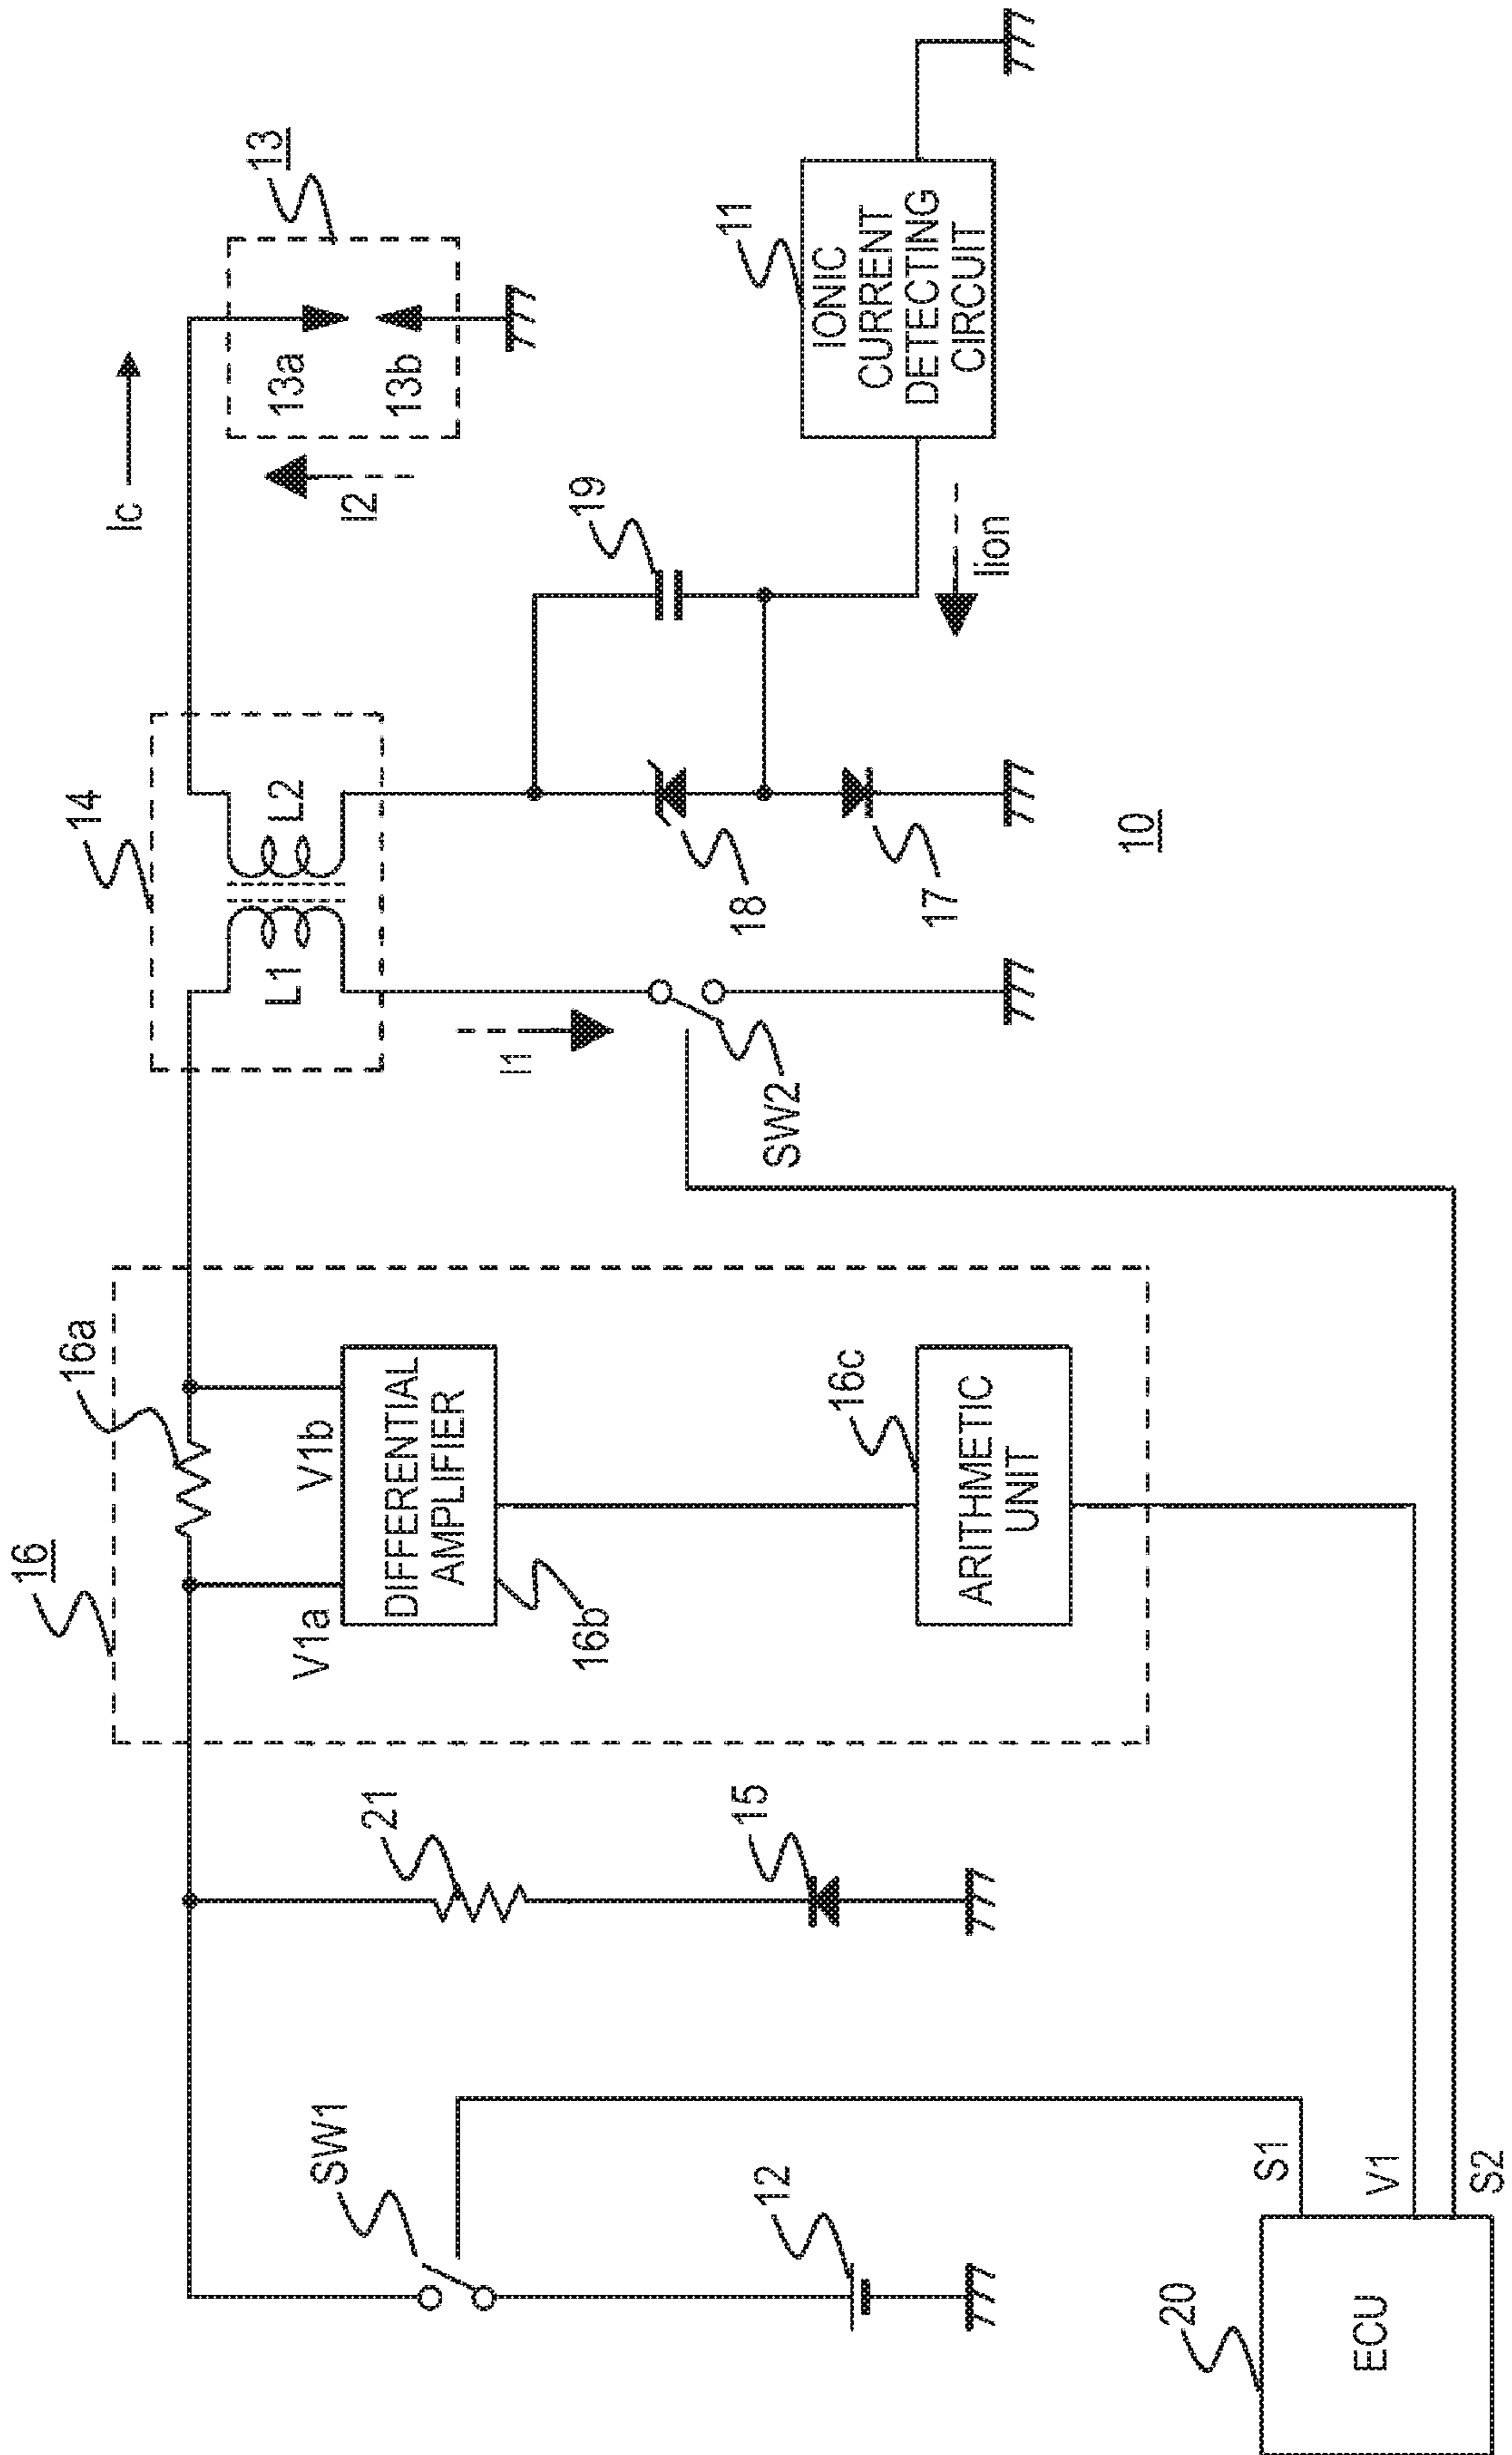 16
16a
14
Ic
13
V1a
V1b
L1
L2
13a
13b
SW1
21
DIFFERENTIAL
AMPLIFIER
I1
I2
16b
19
12
15
16c
SW2
18
11
ARITHMETIC
UNIT
17
IONIC
CURRENT
DETECTING
CIRCUIT
Iion
10
20
ECU
S1
V1
S2